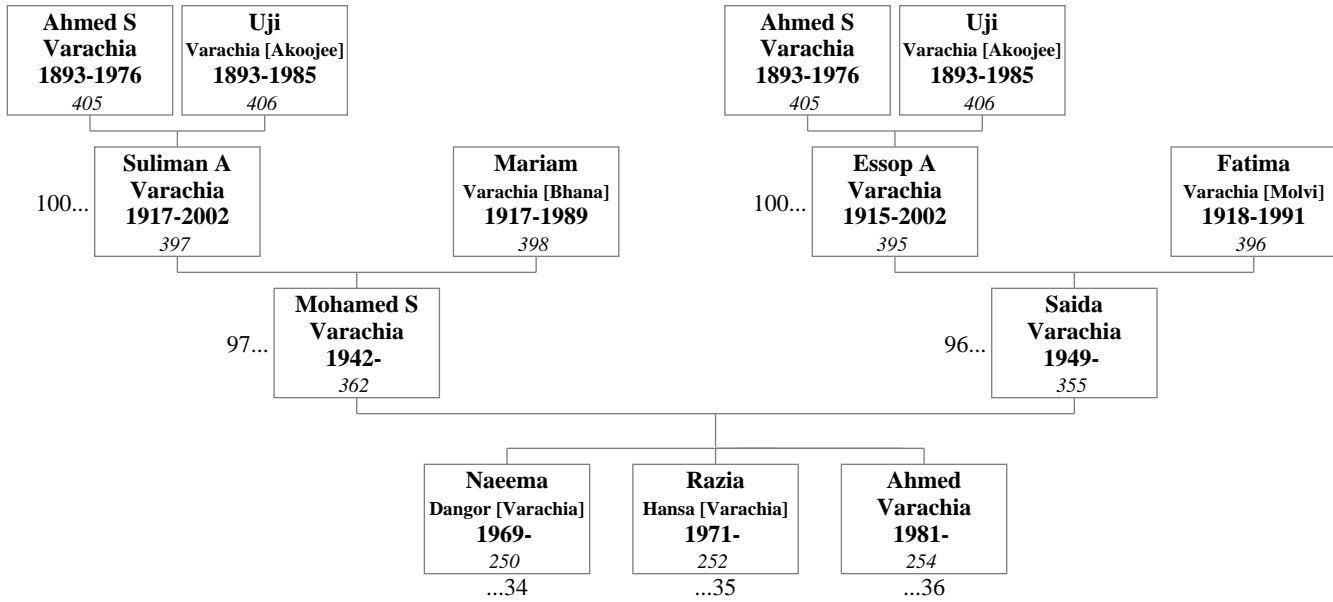 Ahmed S
Varachia
1893-1976
405
Uji
Varachia [Akoojee]
1893-1985
406
Ahmed S
Varachia
1893-1976
405
Uji
Varachia [Akoojee]
1893-1985
406
100...
Suliman A
Varachia
1917-2002
397
Mariam
Varachia [Bhana]
1917-1989
398
100...
Essop A
Varachia
1915-2002
395
Fatima
Varachia [Molvi]
1918-1991
396
97...
Mohamed S
Varachia
1942-
362
96...
Saida
Varachia
1949-
355
Naeema
Dangor [Varachia]
1969-
250
...34
Razia
Hansa [Varachia]
1971-
252
...35
Ahmed
Varachia
1981-
254
...36